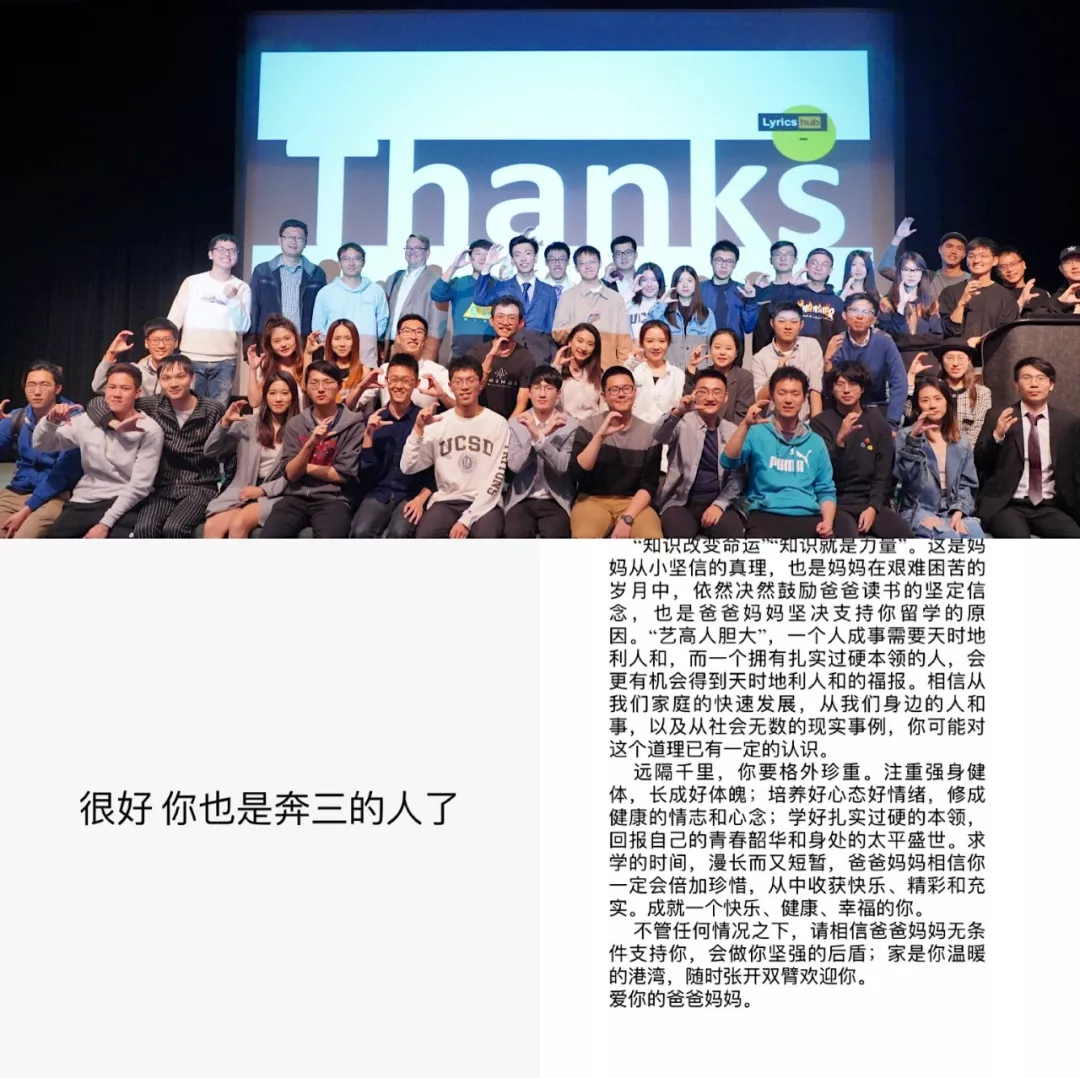 Lyrics hub
Thanks
UCSD
PUMA
很好 你也是奔三的人了
“知识改变命运”“知识就是力量”。这是妈
妈从小坚信的真理，也是妈妈在艰难困苦的
岁月中，依然决然鼓励爸爸读书的坚定信
念，也是爸爸妈妈坚决支持你留学的原
因。“艺高人胆大”，一个人成事需要天时地
利人和，而一个拥有扎实过硬本领的人，会
更有机会得到天时地利人和的福报。相信从
我们家庭的快速发展，从我们身边的人和
事，以及从社会无数的现实事例，你可能对
这个道理已有一定的认识。
远隔千里，你要格外珍重。注重强身健
体，长成好体魄；培养好心态好情绪，修成
健康的情志和心念；学好扎实过硬的本领，
回报自己的青春韶华和身处的太平盛世。求
学的时间，漫长而又短暂，爸爸妈妈相信你
一定会倍加珍惜，从中收获快乐、精彩和充
实。成就一个快乐、健康、幸福的你。
不管任何情况之下，请相信爸爸妈妈无条
件支持你，会做你坚强的后盾；家是你温暖
的港湾，随时张开双臂欢迎你。
爱你的爸爸妈妈。